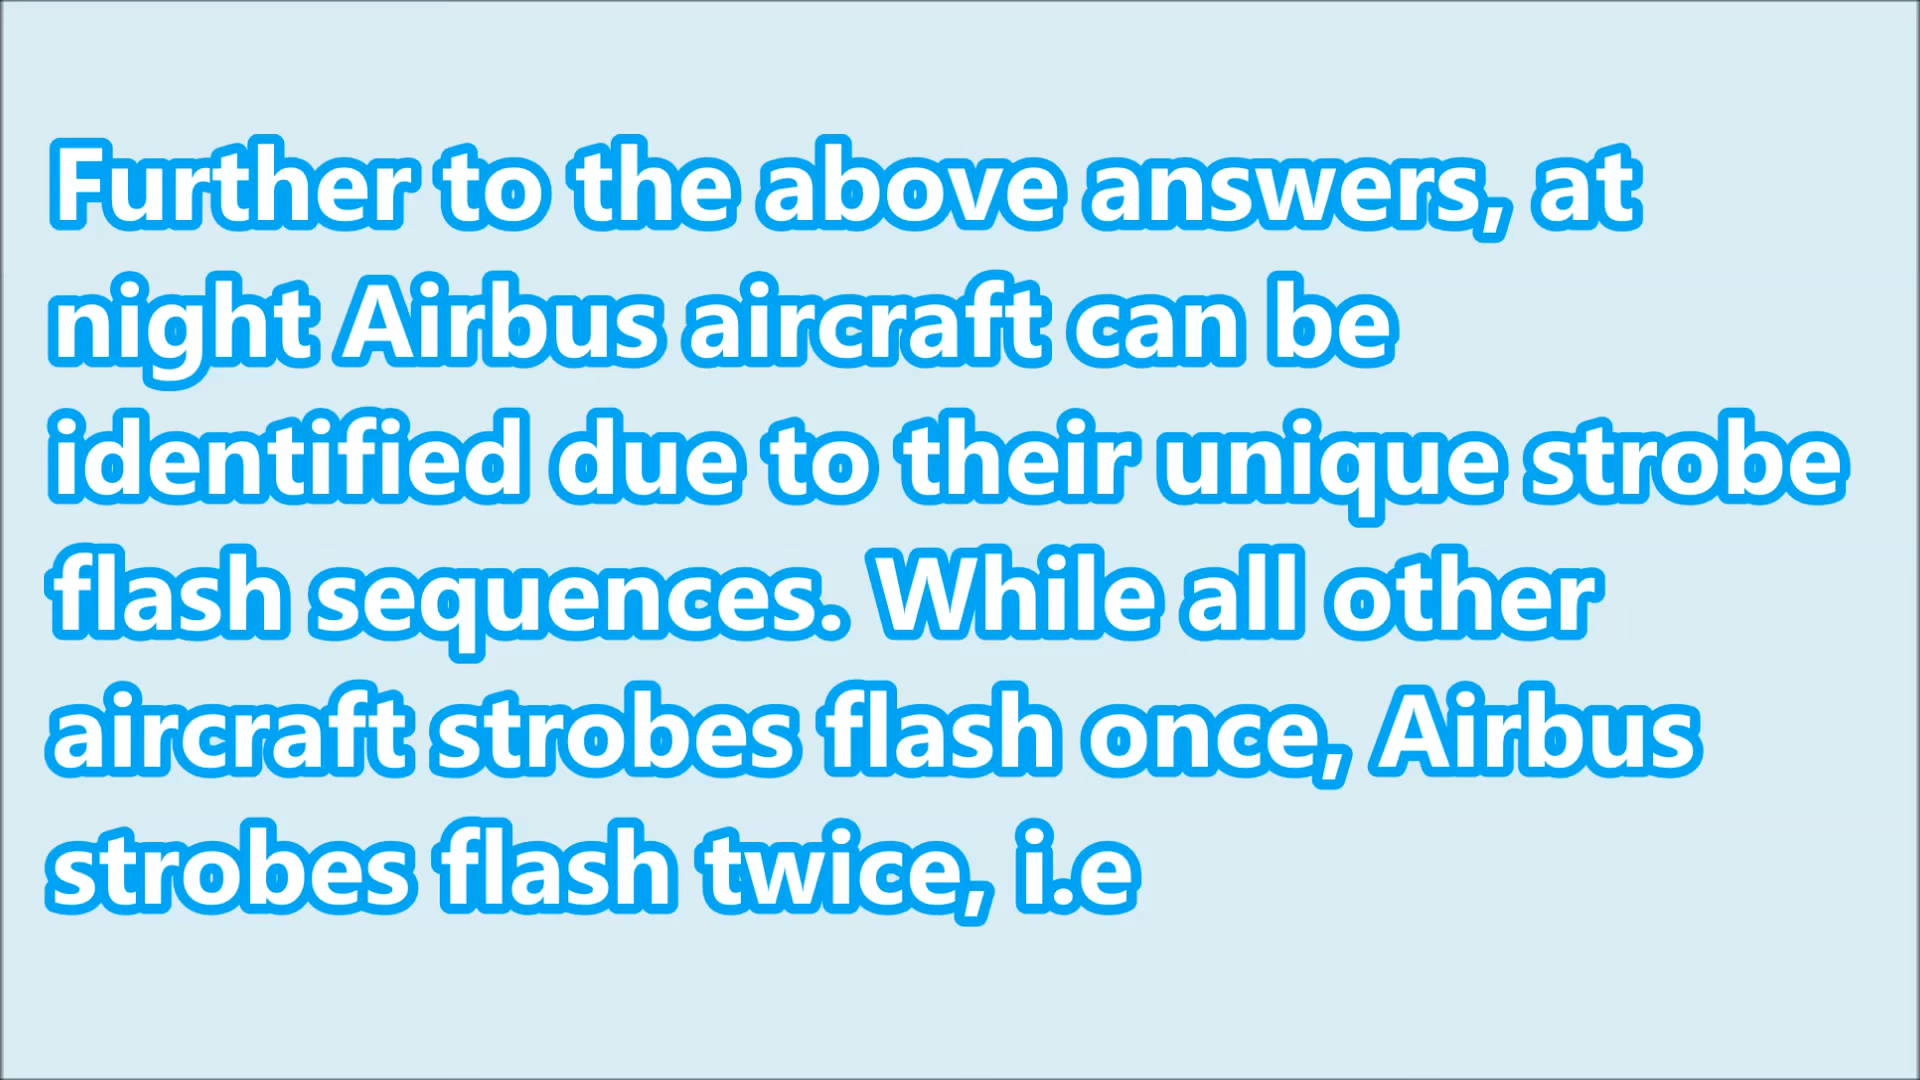 Further to the above answers, at
night Airbus aircraft can be
identified due to their unique strobe
flash sequences. While all other
aircraft strobes flash once, Airbus
strobes flash twice, i.e